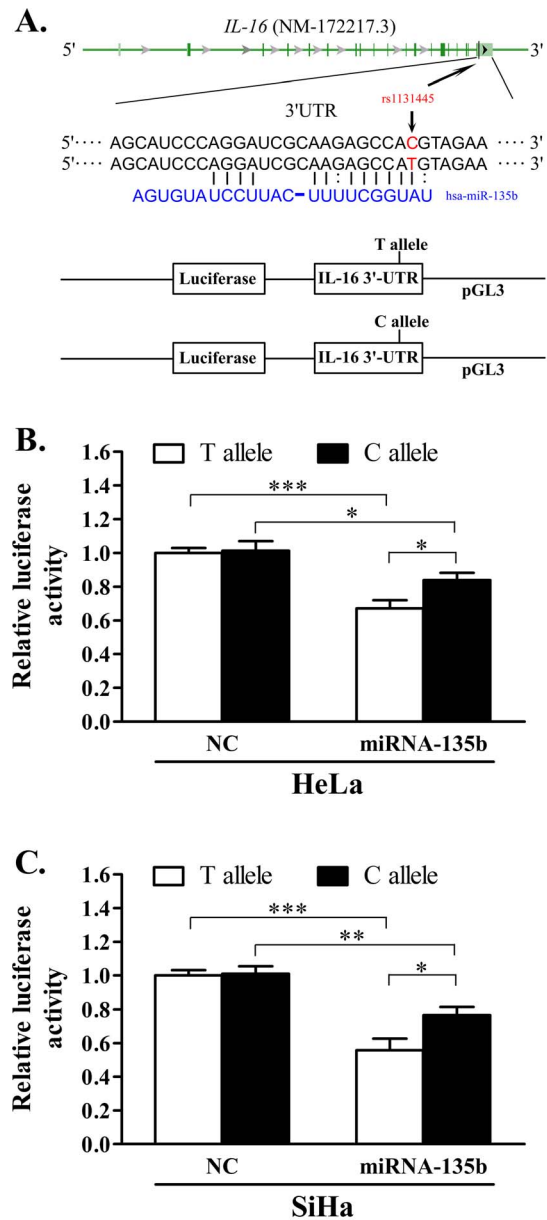 A.
IL-16 (NM-172217.3)
5' 3'
rs1131445
3'UTR
5' ···· AGCAUCCCAGGAUCGCAAGAGCCACGTAGAA ···· 3'
5' ···· AGCAUCCCAGGAUCGCAAGAGCCATGTAGAA ···· 3'
AGUGUAUCCUUAC-UUUUCGGUAU hsa-miR-135b
T allele
Luciferase IL-16 3'-UTR pGL3
C allele
Luciferase IL-16 3'-UTR pGL3
B.
T allele C allele
Relative luciferase activity
1.6
1.4
1.2
1.0
0.8
0.6
0.4
0.2
0.0
***
*
*
NC miRNA-135b
HeLa
C.
T allele C allele
Relative luciferase activity
1.6
1.4
1.2
1.0
0.8
0.6
0.4
0.2
0.0
***
**
*
NC miRNA-135b
SiHa